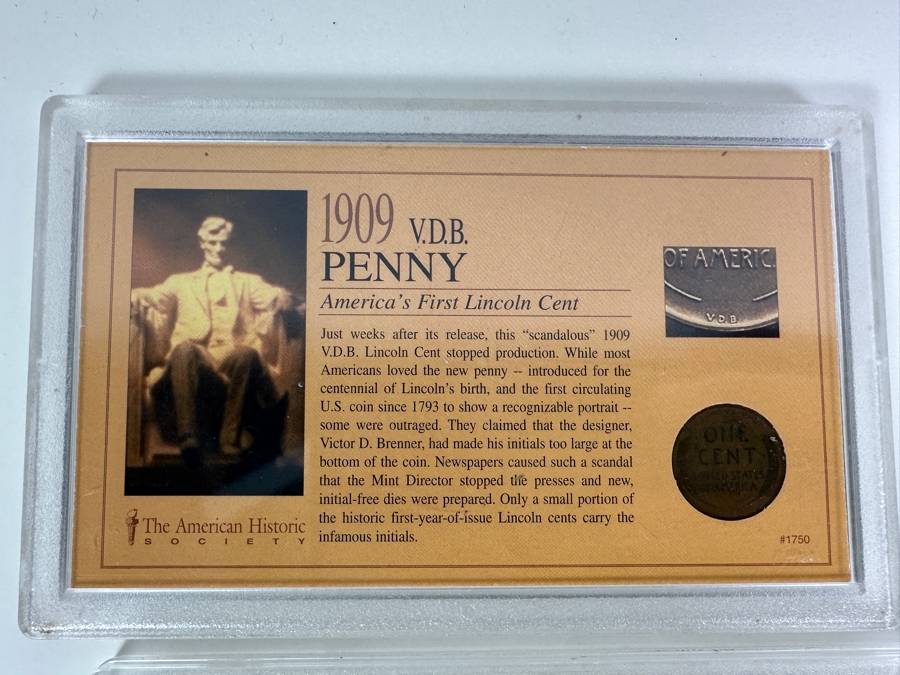 1909 V.D.B.
PENNY
America's First Lincoln Cent
Just weeks after its release, this "scandalous" 1909
V.D.B. Lincoln Cent stopped production. While most
Americans loved the new penny -- introduced for the
centennial of Lincoln's birth, and the first circulating
U.S. coin since 1793 to show a recognizable portrait --
some were outraged. They claimed that the designer,
Victor D. Brenner, had made his initials too large at the
bottom of the coin. Newspapers caused such a scandal
that the Mint Director stopped the presses and new,
initial-free dies were prepared. Only a small portion of
the historic first-year-of-issue Lincoln cents carry the
infamous initials.
The American Historic
SOCIETY
OF AMERIC
V D B
ONE
CENT
UNITED STATES
OF AMERICA
#1750